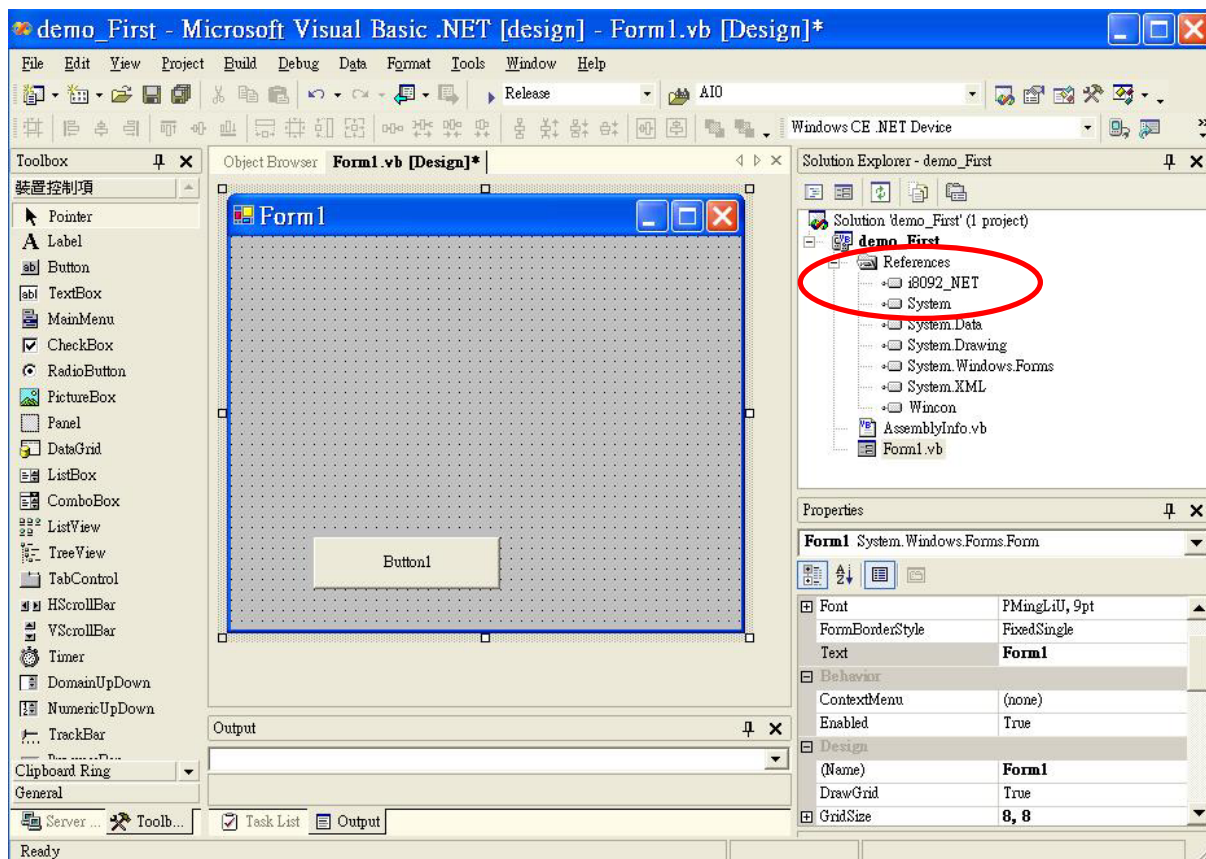 demo_First - Microsoft Visual Basic .NET [design] - Form1.vb [Design]*
File Edit View Project Build Debug Data Format Tools Window Help
Release AIO
Windows CE .NET Device
Toolbox
裝置控制項
Pointer
Label
Button
TextBox
MainMenu
CheckBox
RadioButton
PictureBox
Panel
DataGrid
ListBox
ComboBox
ListView
TreeView
TabControl
HScrollBar
VScrollBar
Timer
DomainUpDown
NumericUpDown
TrackBar
Clipboard Ring
General
Server ... Toolb...
Object Browser Form1.vb [Design]*
Form1
Button1
Output
Task List Output
Solution Explorer - demo_First
Solution 'demo_First' (1 project)
demo_First
References
i8092_NET
System
System.Data
System.Drawing
System.Windows.Forms
System.XML
Wincon
AssemblyInfo.vb
Form1.vb
Properties
Form1 System.Windows.Forms.Form
Font PMingLiU, 9pt
FormBorderStyle FixedSingle
Text Form1
Behavior
ContextMenu (none)
Enabled True
Design
(Name) Form1
DrawGrid True
GridSize 8, 8
Ready